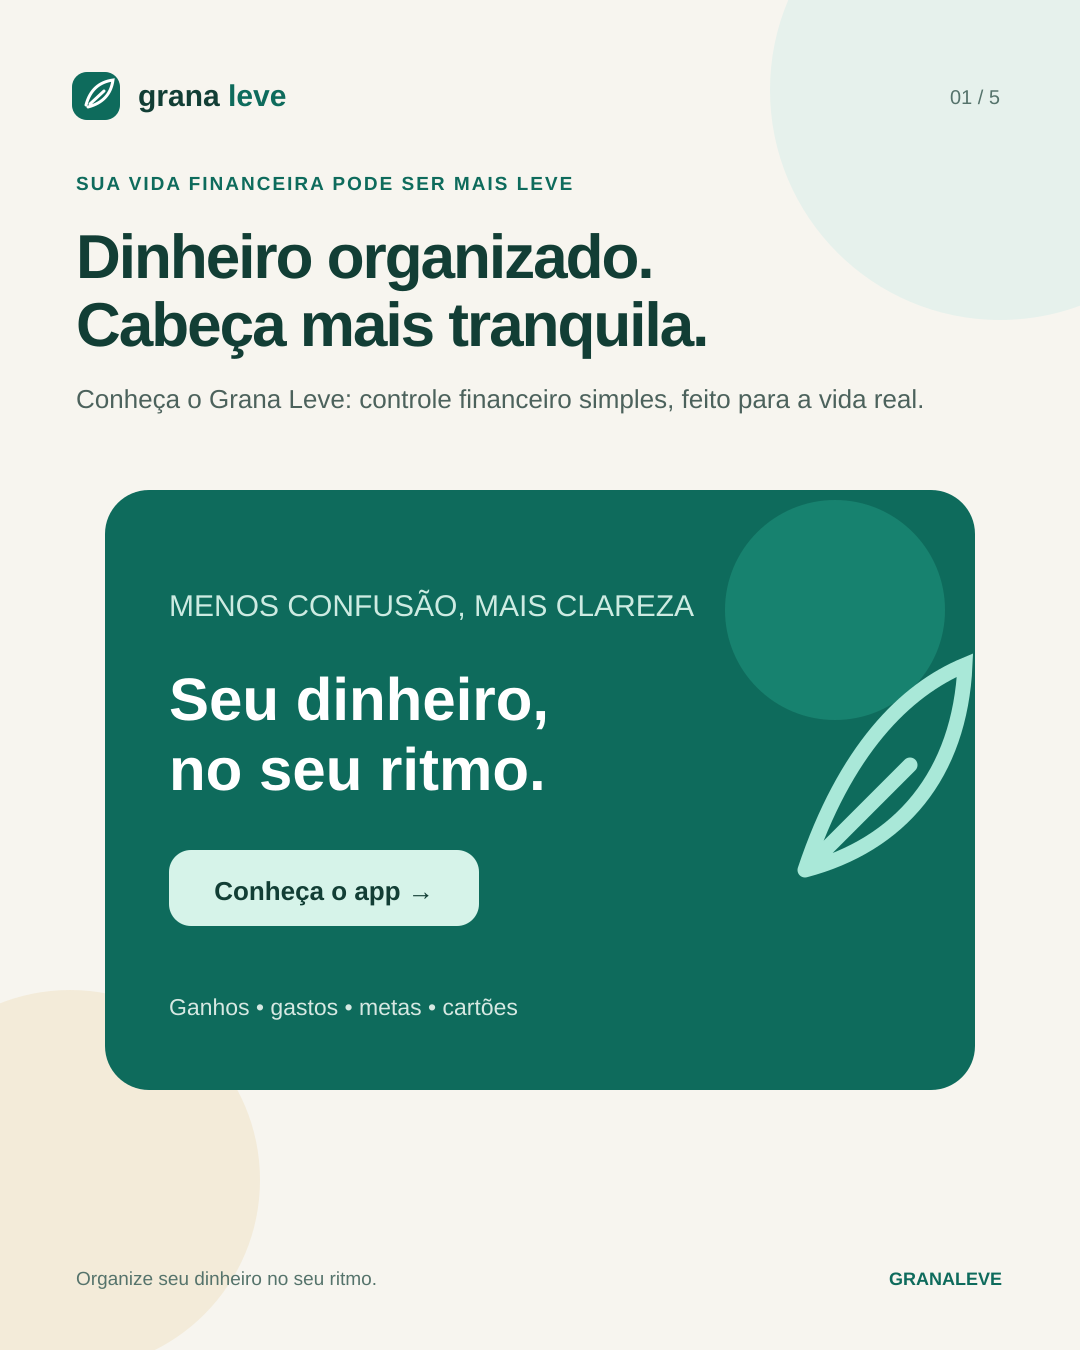 grana leve
01 / 5
SUA VIDA FINANCEIRA PODE SER MAIS LEVE
Dinheiro organizado.
Cabeça mais tranquila.
Conheça o Grana Leve: controle financeiro simples, feito para a vida real.
MENOS CONFUSÃO, MAIS CLAREZA
Seu dinheiro,
no seu ritmo.
Conheça o app →
Ganhos • gastos • metas • cartões
Organize seu dinheiro no seu ritmo.
GRANALEVE